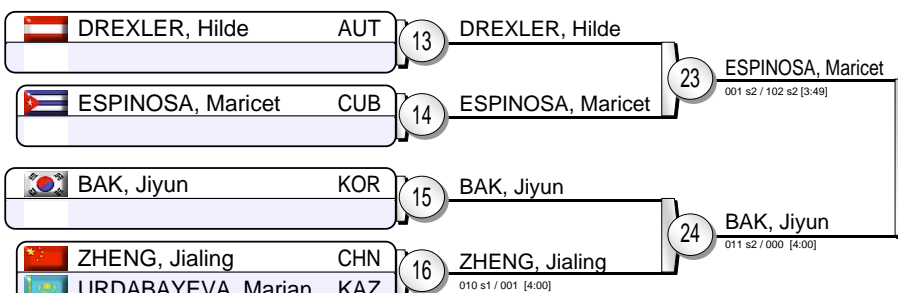 DREXLER, Hilde AUT 13 DREXLER, Hilde
23 ESPINOSA, Maricet
001 s2 / 102 s2 [3:49]
ESPINOSA, Maricet CUB 14 ESPINOSA, Maricet
BAK, Jiyun KOR 15 BAK, Jiyun
24 BAK, Jiyun
011 s2 / 000 [4:00]
ZHENG, Jialing CHN 16 ZHENG, Jialing
URDABAYEVA, Marian KAZ 010 s1 / 001 [4:00]